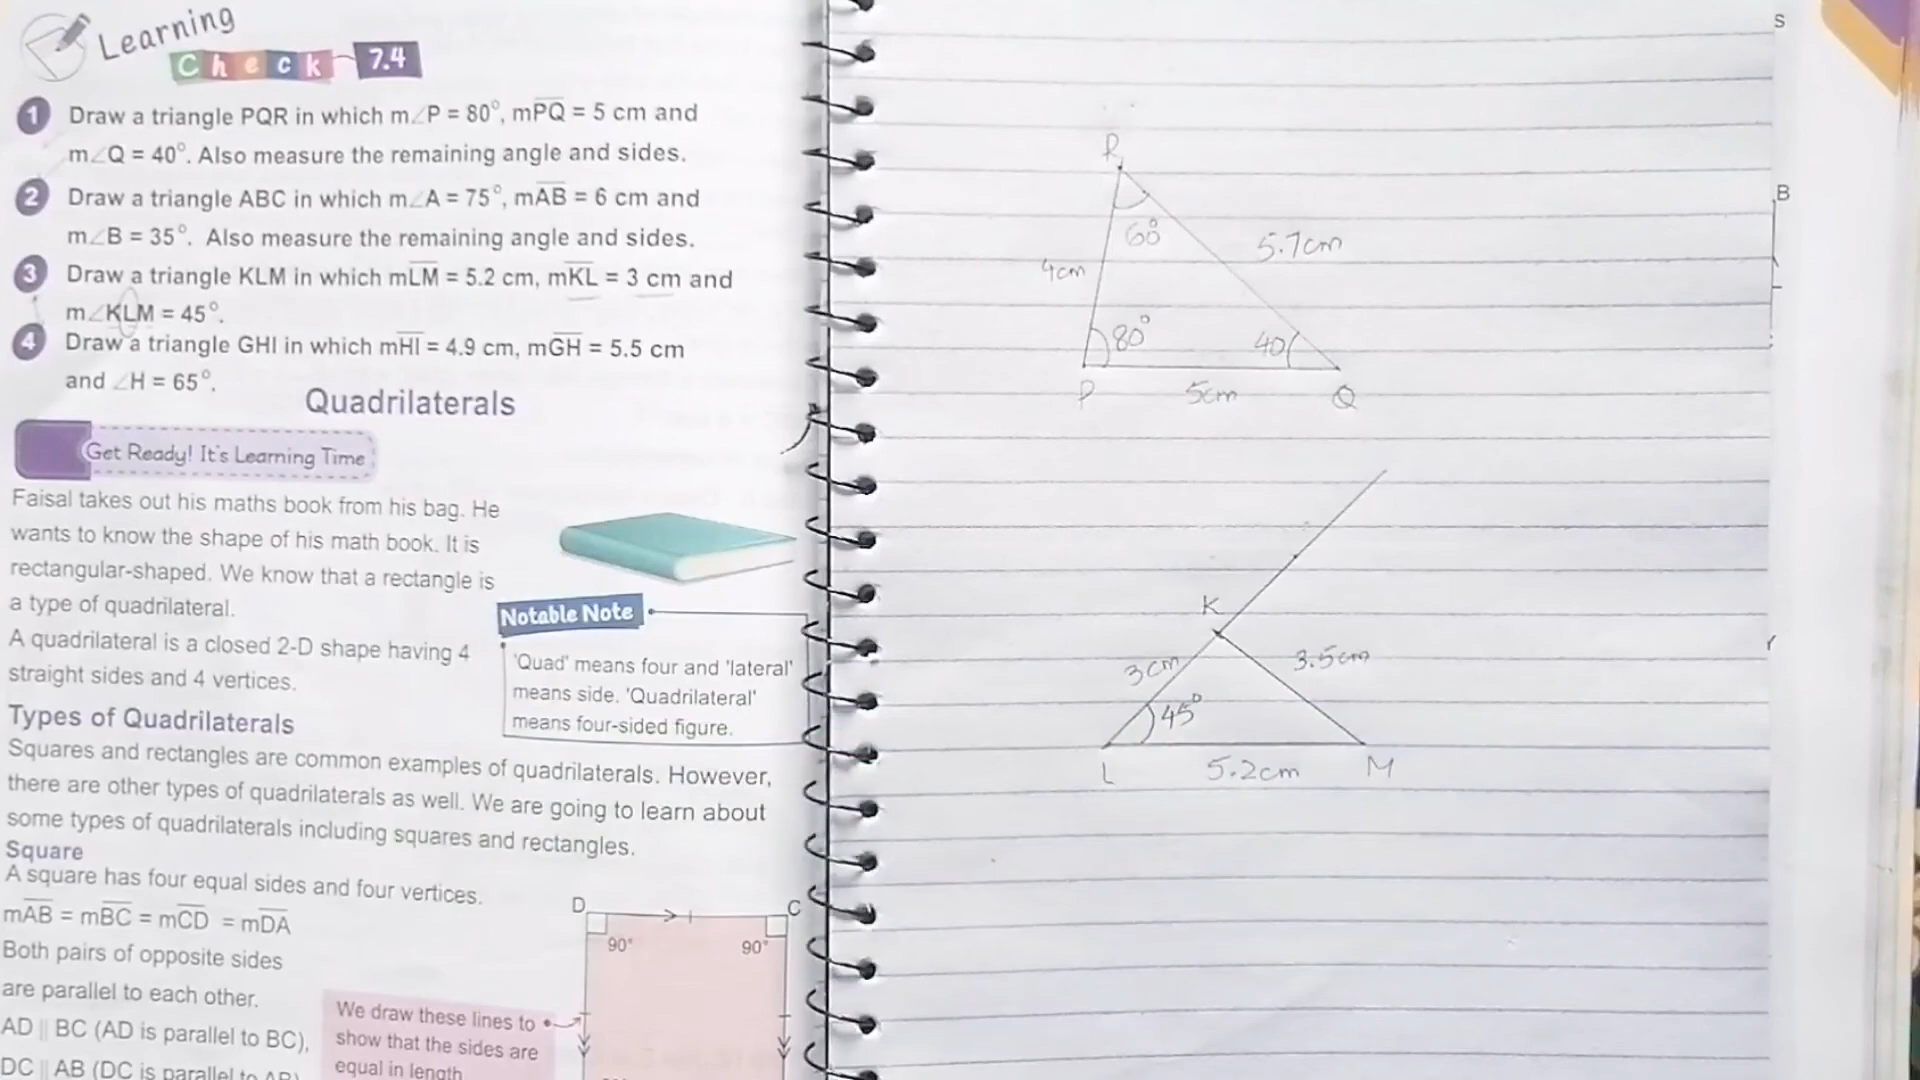 Learning
Check 7.4
1 Draw a triangle PQR in which m∠P = 80°, mPQ = 5 cm and
m∠Q = 40°. Also measure the remaining angle and sides.
2 Draw a triangle ABC in which m∠A = 75°, mAB = 6 cm and
m∠B = 35°. Also measure the remaining angle and sides.
3 Draw a triangle KLM in which mLM = 5.2 cm, mKL = 3 cm and
m∠KLM = 45°.
4 Draw a triangle GHI in which mHI = 4.9 cm, mGH = 5.5 cm
and ∠H = 65°.
Quadrilaterals
Get Ready! It's Learning Time
Faisal takes out his maths book from his bag. He
wants to know the shape of his math book. It is
rectangular-shaped. We know that a rectangle is
a type of quadrilateral.
A quadrilateral is a closed 2-D shape having 4
straight sides and 4 vertices.
Notable Note
'Quad' means four and 'lateral'
means side. 'Quadrilateral'
means four-sided figure.
Types of Quadrilaterals
Squares and rectangles are common examples of quadrilaterals. However,
there are other types of quadrilaterals as well. We are going to learn about
some types of quadrilaterals including squares and rectangles.
Square
A square has four equal sides and four vertices.
mAB = mBC = mCD = mDA
Both pairs of opposite sides
are parallel to each other.
AD || BC (AD is parallel to BC),
DC || AB (DC is parallel to AB)
We draw these lines to
show that the sides are
equal in length
D C
90° 90°
R
60°
5.7cm
4cm
80° 40
P 5cm Q
K
3cm 3.5cm
45°
L 5.2cm M
S
B